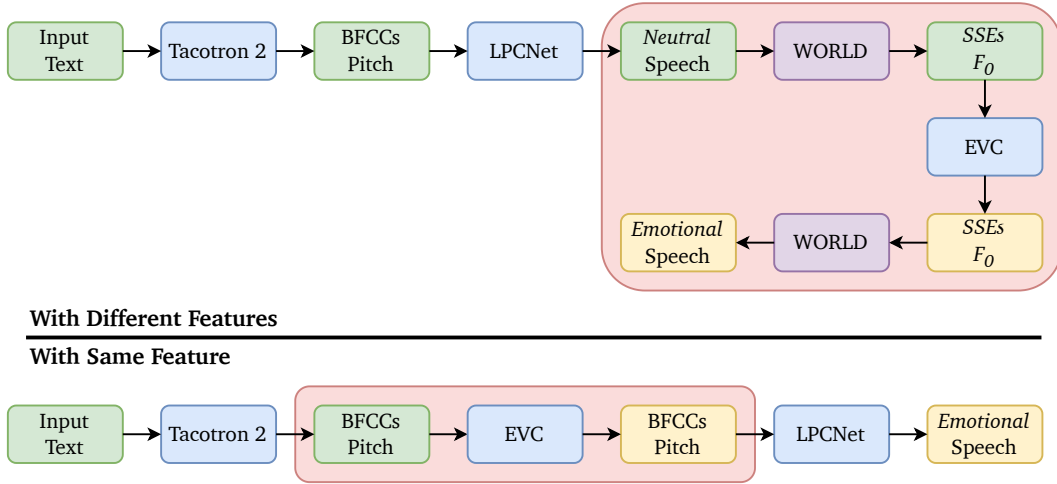 Input
Text
Tacotron 2
BFCCs
Pitch
LPCNet
Neutral
Speech
WORLD
SSEs
F0
EVC
SSEs
F0
WORLD
Emotional
Speech
With Different Features
With Same Feature
Input
Text
Tacotron 2
BFCCs
Pitch
EVC
BFCCs
Pitch
LPCNet
Emotional
Speech